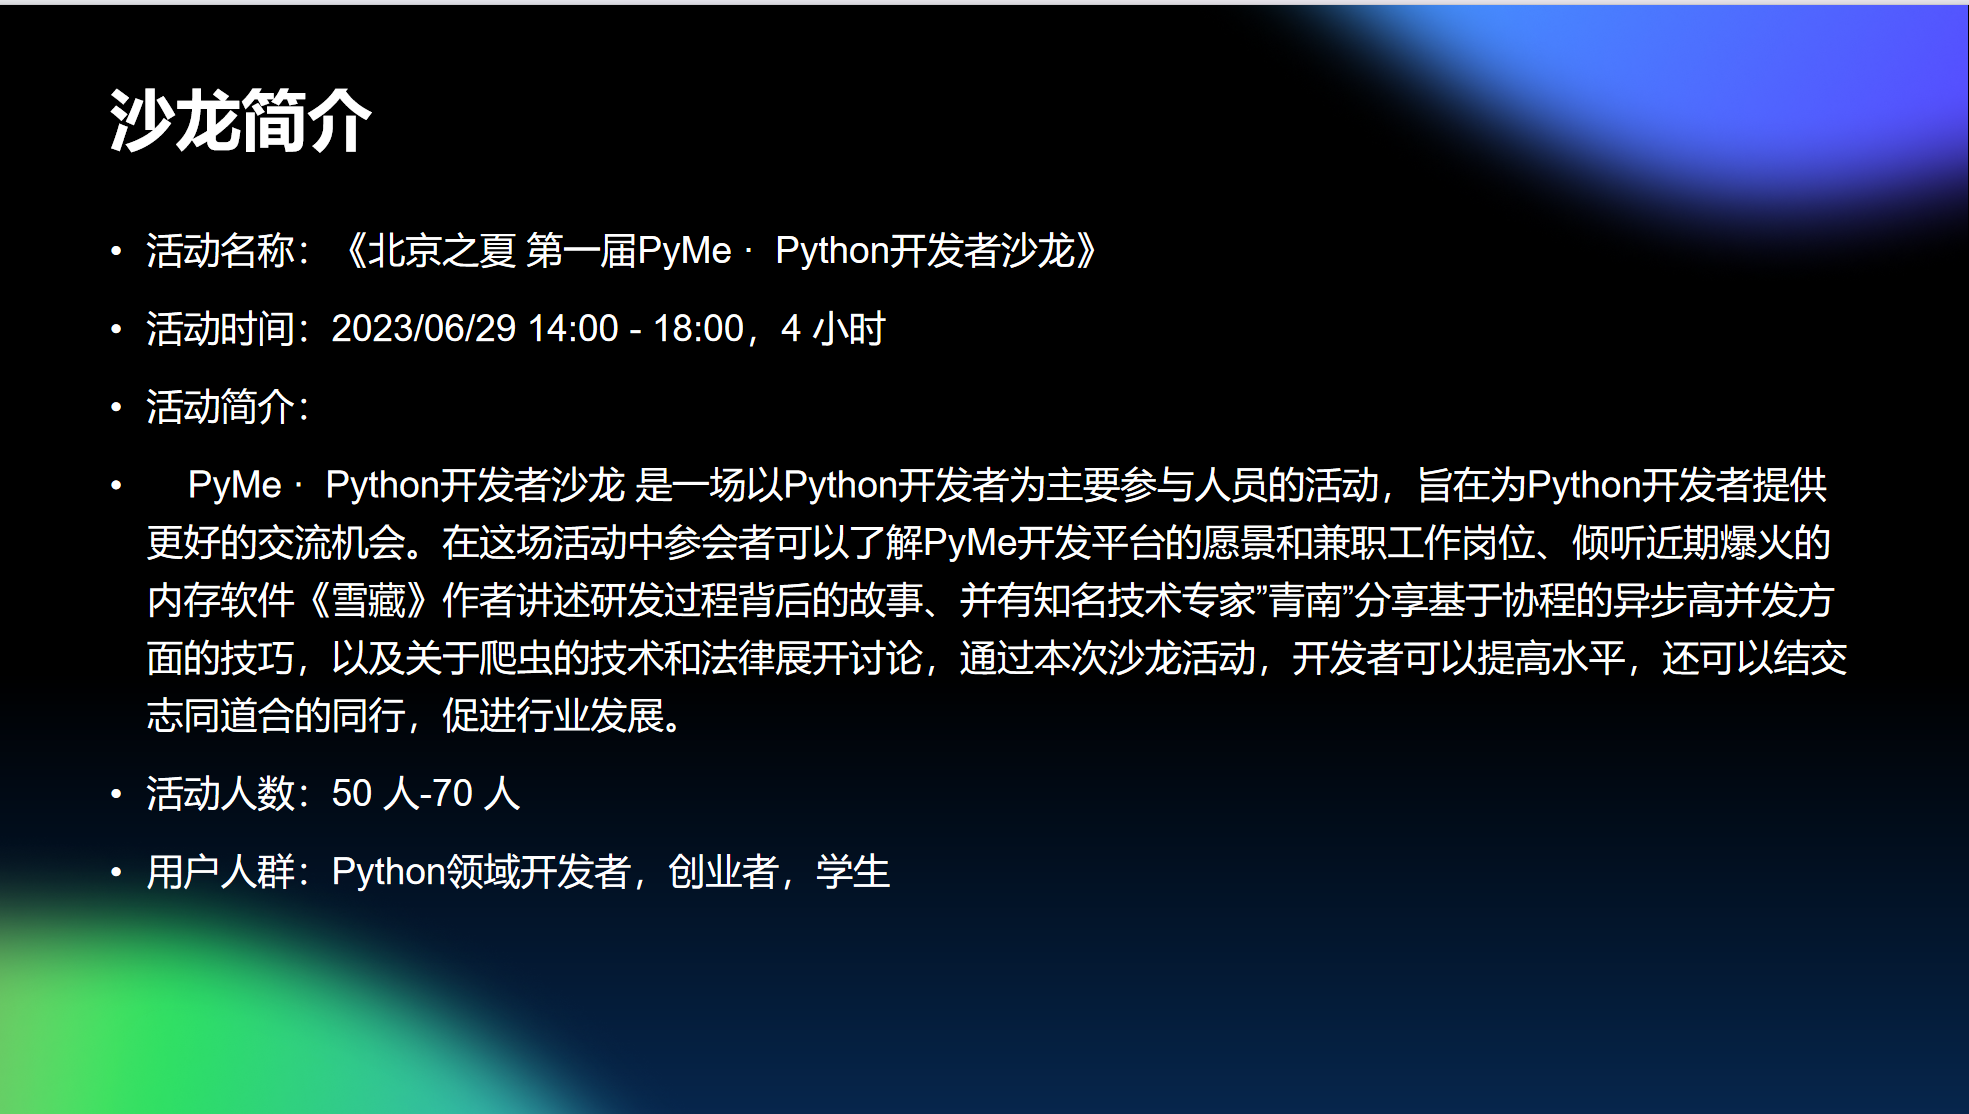 沙龙简介
• 活动名称：《北京之夏 第一届PyMe · Python开发者沙龙》
• 活动时间：2023/06/29 14:00 - 18:00，4 小时
• 活动简介：
• PyMe · Python开发者沙龙 是一场以Python开发者为主要参与人员的活动，旨在为Python开发者提供
更好的交流机会。在这场活动中参会者可以了解PyMe开发平台的愿景和兼职工作岗位、倾听近期爆火的
内存软件《雪藏》作者讲述研发过程背后的故事、并有知名技术专家”青南”分享基于协程的异步高并发方
面的技巧，以及关于爬虫的技术和法律展开讨论，通过本次沙龙活动，开发者可以提高水平，还可以结交
志同道合的同行，促进行业发展。
• 活动人数：50 人-70 人
• 用户人群：Python领域开发者，创业者，学生